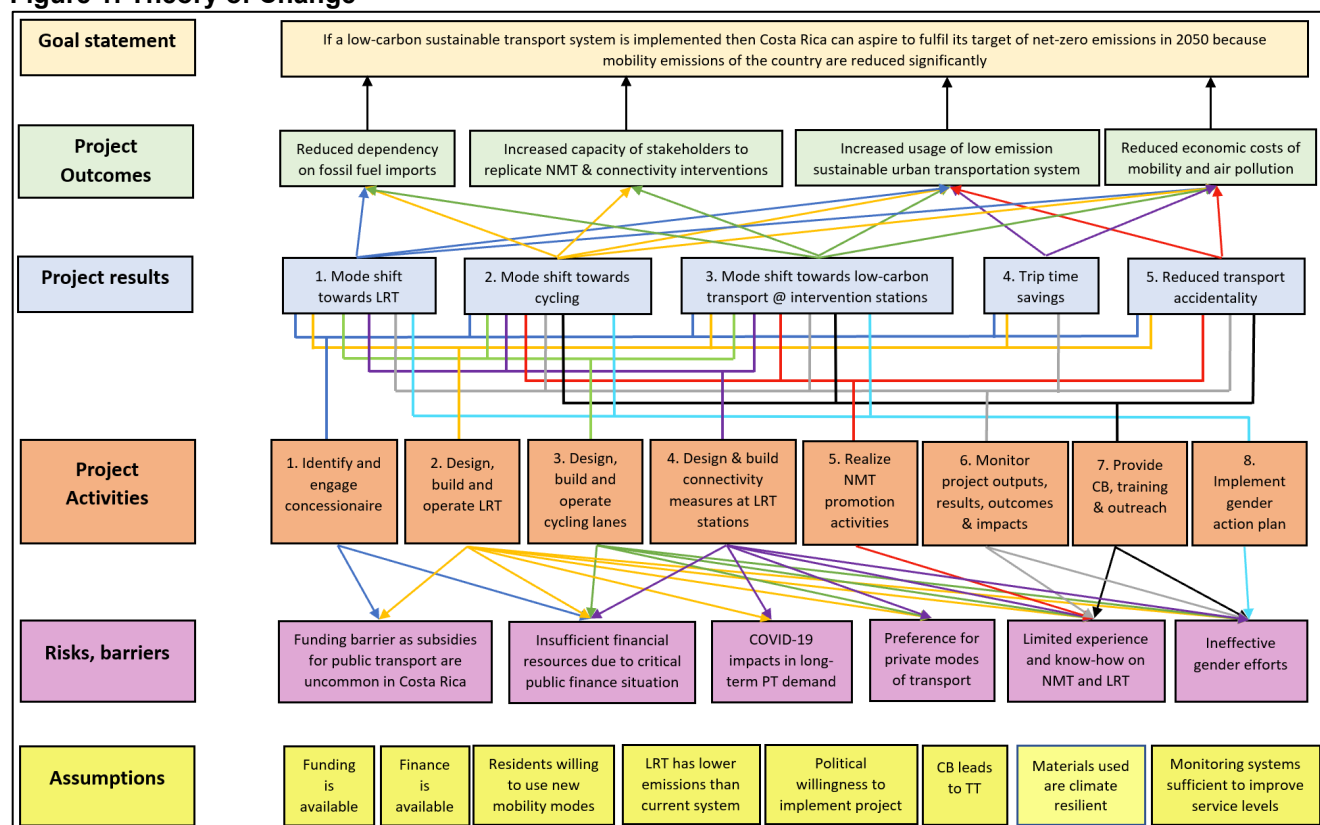 Figure 1: Theory of Change
Goal statement
If a low-carbon sustainable transport system is implemented then Costa Rica can aspire to fulfil its target of net-zero emissions in 2050 because
mobility emissions of the country are reduced significantly
Project
Outcomes
Reduced dependency
on fossil fuel imports
Increased capacity of stakeholders to
replicate NMT & connectivity interventions
Increased usage of low emission
sustainable urban transportation system
Reduced economic costs of
mobility and air pollution
Project results
1. Mode shift
towards LRT
2. Mode shift towards
cycling
3. Mode shift towards low-carbon
transport @ intervention stations
4. Trip time
savings
5. Reduced transport
accidentality
Project
Activities
1. Identify and
engage
concessionaire
2. Design,
build and
operate LRT
3. Design,
build and
operate
cycling lanes
4. Design & build
connectivity
measures at LRT
stations
5. Realize
NMT
promotion
activities
6. Monitor
project outputs,
results, outcomes
& impacts
7. Provide
CB, training
& outreach
8.
Implement
gender
action plan
Risks, barriers
Funding barrier as subsidies
for public transport are
uncommon in Costa Rica
Insufficient financial
resources due to critical
public finance situation
COVID-19
impacts in long-
term PT demand
Preference for
private modes
of transport
Limited experience
and know-how on
NMT and LRT
Ineffective
gender efforts
Assumptions
Funding
is
available
Finance
is
available
Residents willing
to use new
mobility modes
LRT has lower
emissions than
current system
Political
willingness to
implement project
CB leads
to TT
Materials used
are climate
resilient
Monitoring systems
sufficient to improve
service levels